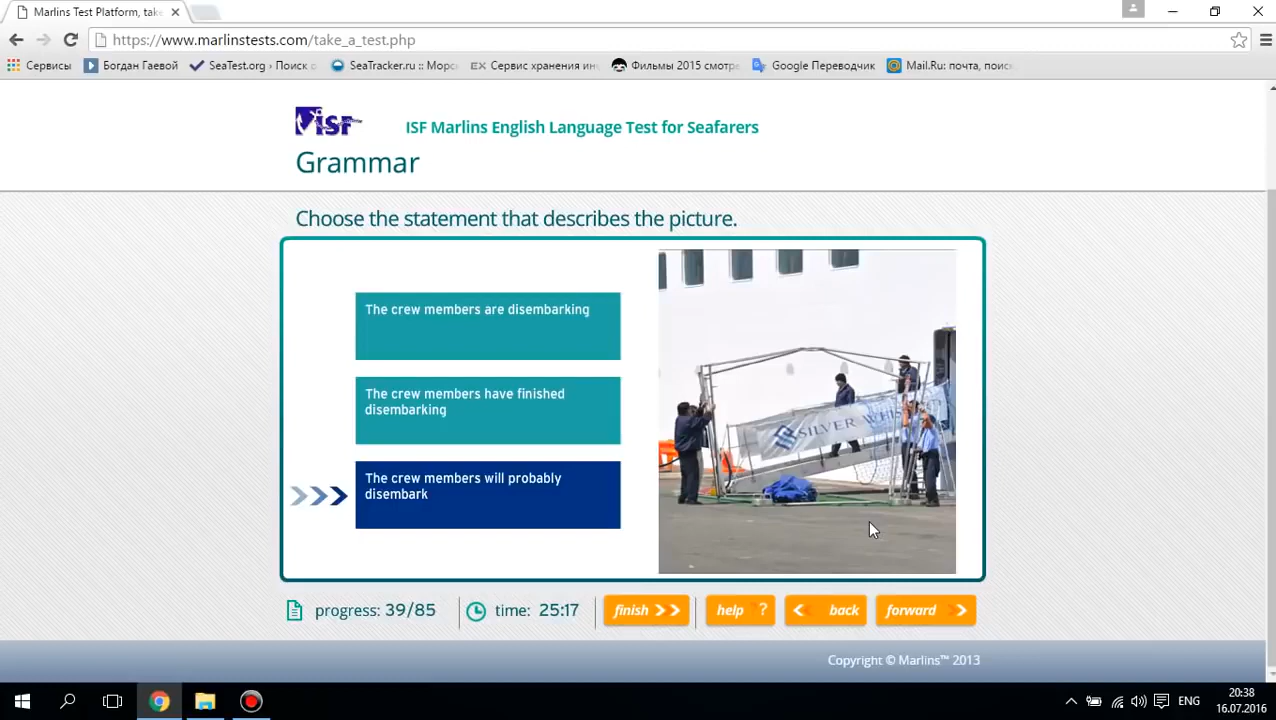 Marlins Test Platform, take
https://www.marlinstests.com/take_a_test.php
Сервисы Богдан Гаевой SeaTest.org › Поиск о SeaTracker.ru :: Морс EX Сервис хранения ин Фильмы 2015 смотре Google Переводчик Mail.Ru: почта, поиск
ISF
ISF Marlins English Language Test for Seafarers
Grammar
Choose the statement that describes the picture.
The crew members are disembarking
The crew members have finished
disembarking
The crew members will probably
disembark
SILVER WHIS
progress: 39/85
time: 25:17
finish
help ?
back
forward
Copyright © Marlins™ 2013
ENG
20:38
16.07.2016